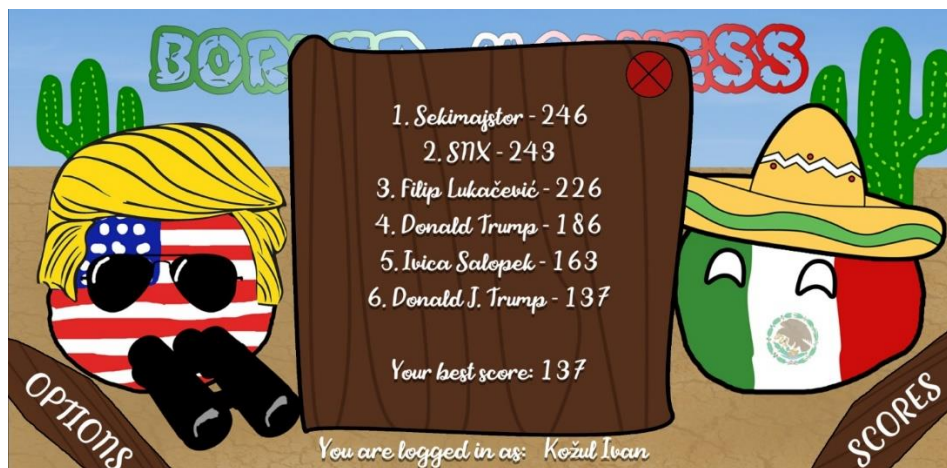 1. Sekimajstor - 246
2. SNX - 243
3. Filip Lukačević - 226
4. Donald Trump - 186
5. Ivica Salopek - 163
6. Donald J. Trump - 137
Your best score: 137
OPTIONS
SCORES
You are logged in as: Kožul Ivan